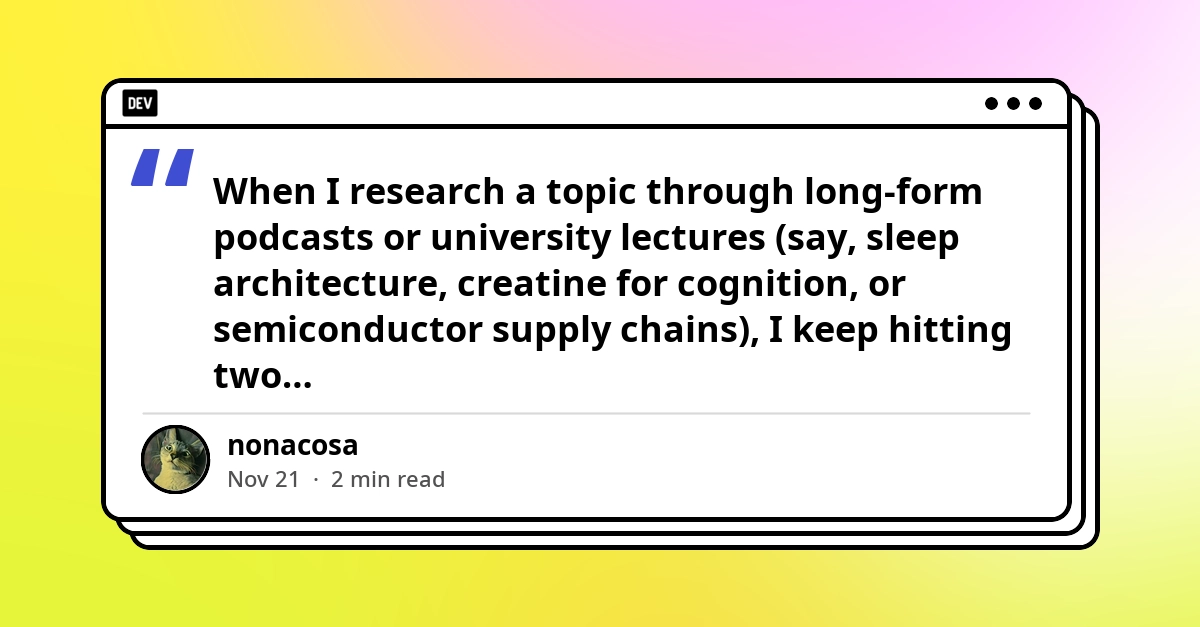 DEV
When I research a topic through long-form
podcasts or university lectures (say, sleep
architecture, creatine for cognition, or
semiconductor supply chains), I keep hitting
two...
nonacosa
Nov 21 · 2 min read